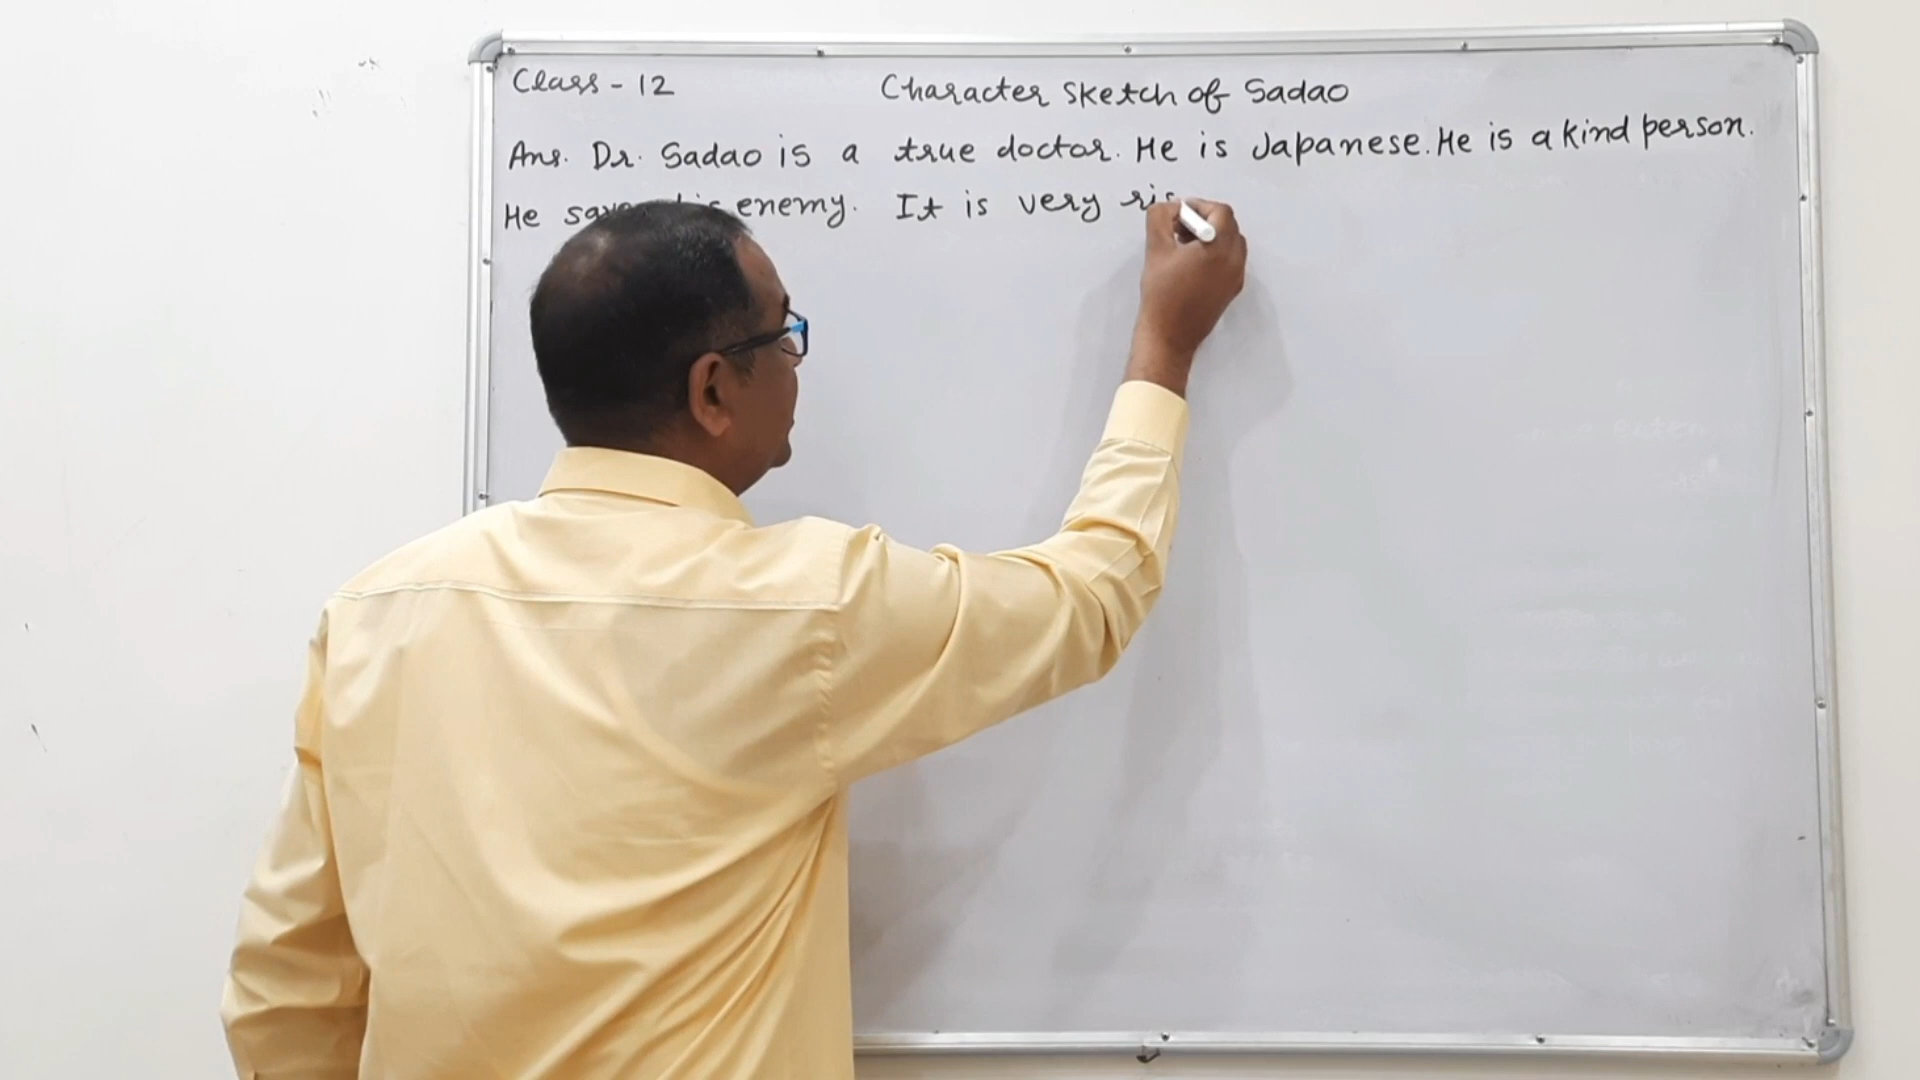 Class - 12 Character sketch of Sadao
Ans. Dr. Sadao is a true doctor. He is Japanese. He is a kind person.
He enemy. It is very